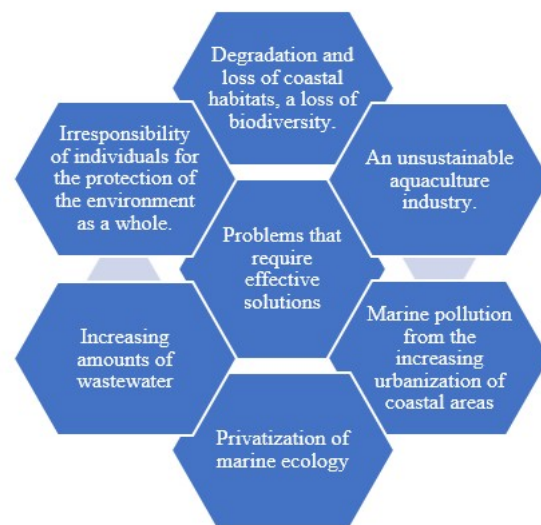 Degradation and
loss of coastal
habitats, a loss of
biodiversity.
Irresponsibility
of individuals for
the protection of
the environment
as a whole.
An unsustainable
aquaculture
industry.
Problems that
require
effective
solutions
Increasing
amounts of
wastewater
Marine pollution
from the
increasing
urbanization of
coastal areas
Privatization of
marine ecology